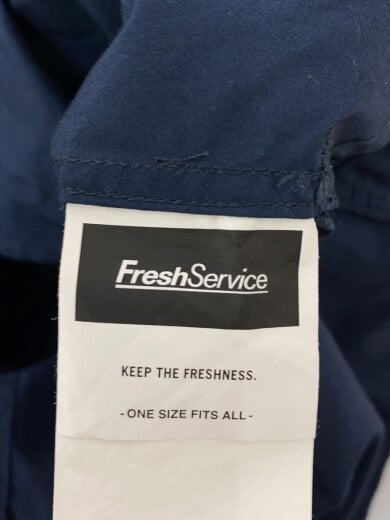 FreshService
KEEP THE FRESHNESS.
-ONE SIZE FITS ALL-